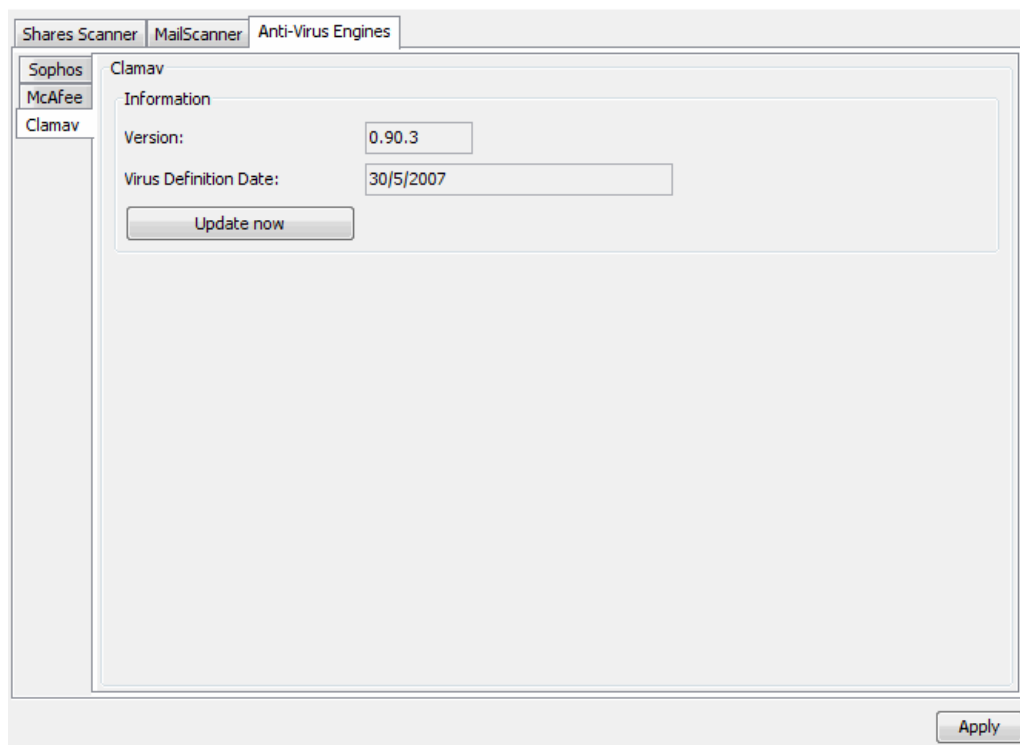 Shares Scanner MailScanner Anti-Virus Engines
Sophos
McAfee
Clamav
Clamav
Information
Version: 0.90.3
Virus Definition Date: 30/5/2007
Update now
Apply